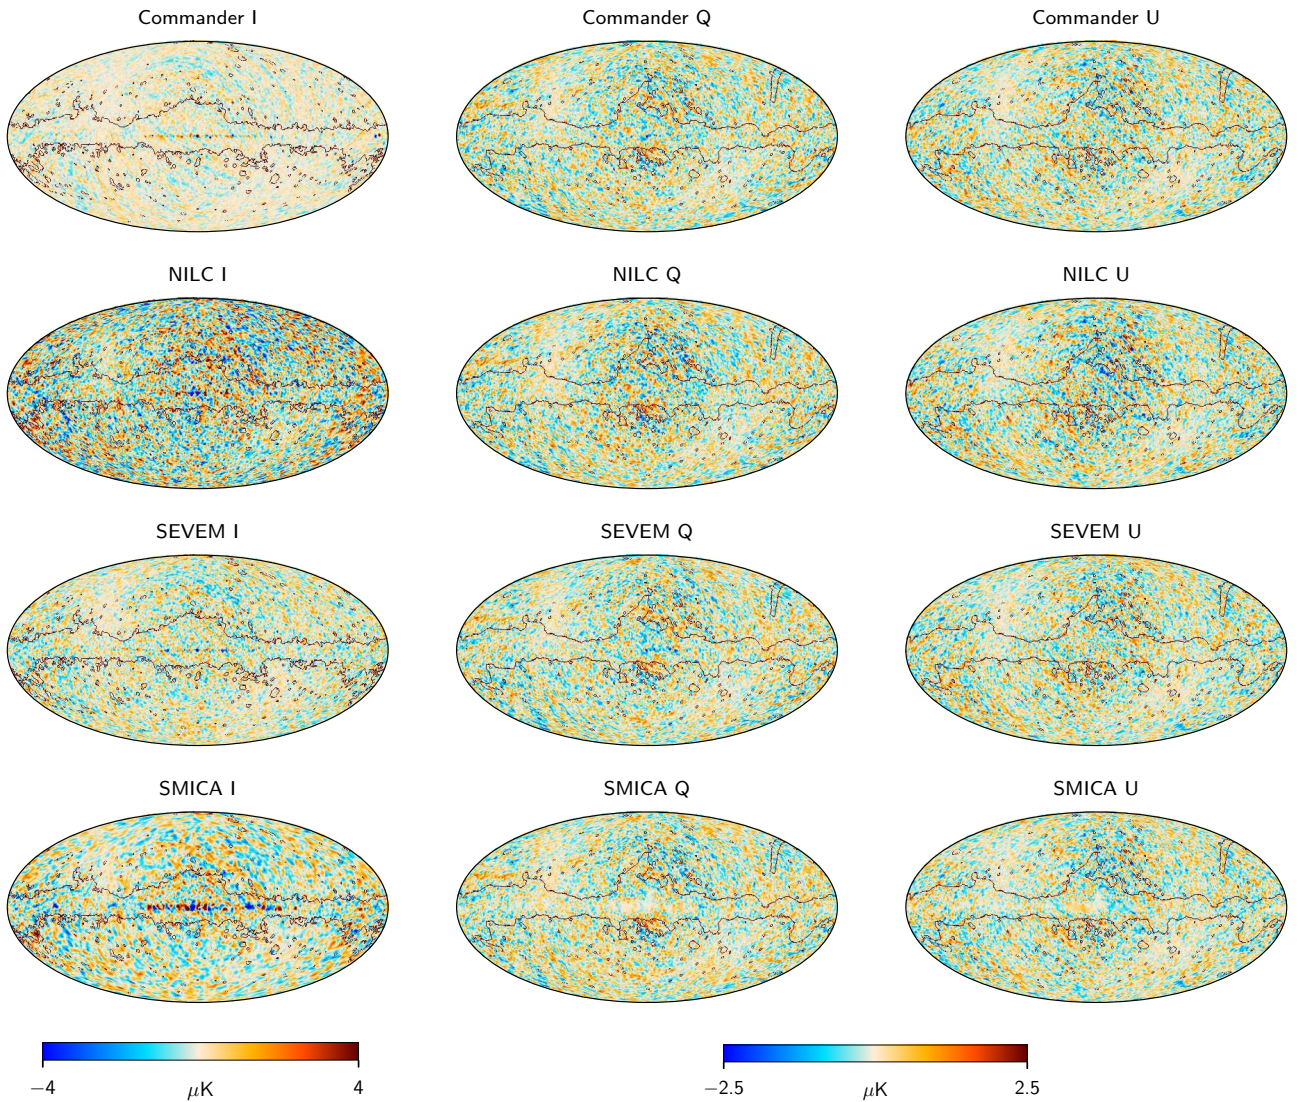 Commander I Commander Q Commander U
NILC I NILC Q NILC U
SEVEM I SEVEM Q SEVEM U
SMICA I SMICA Q SMICA U
−4 μK 4 −2.5 μK 2.5